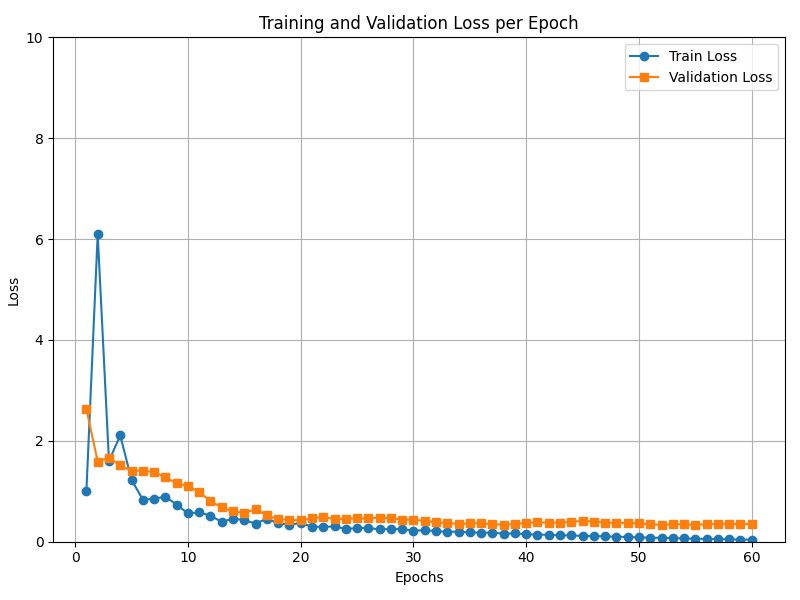 Training and Validation Loss per Epoch
Train Loss
Validation Loss
10
8
6
4
2
0
Loss
0 10 20 30 40 50 60
Epochs